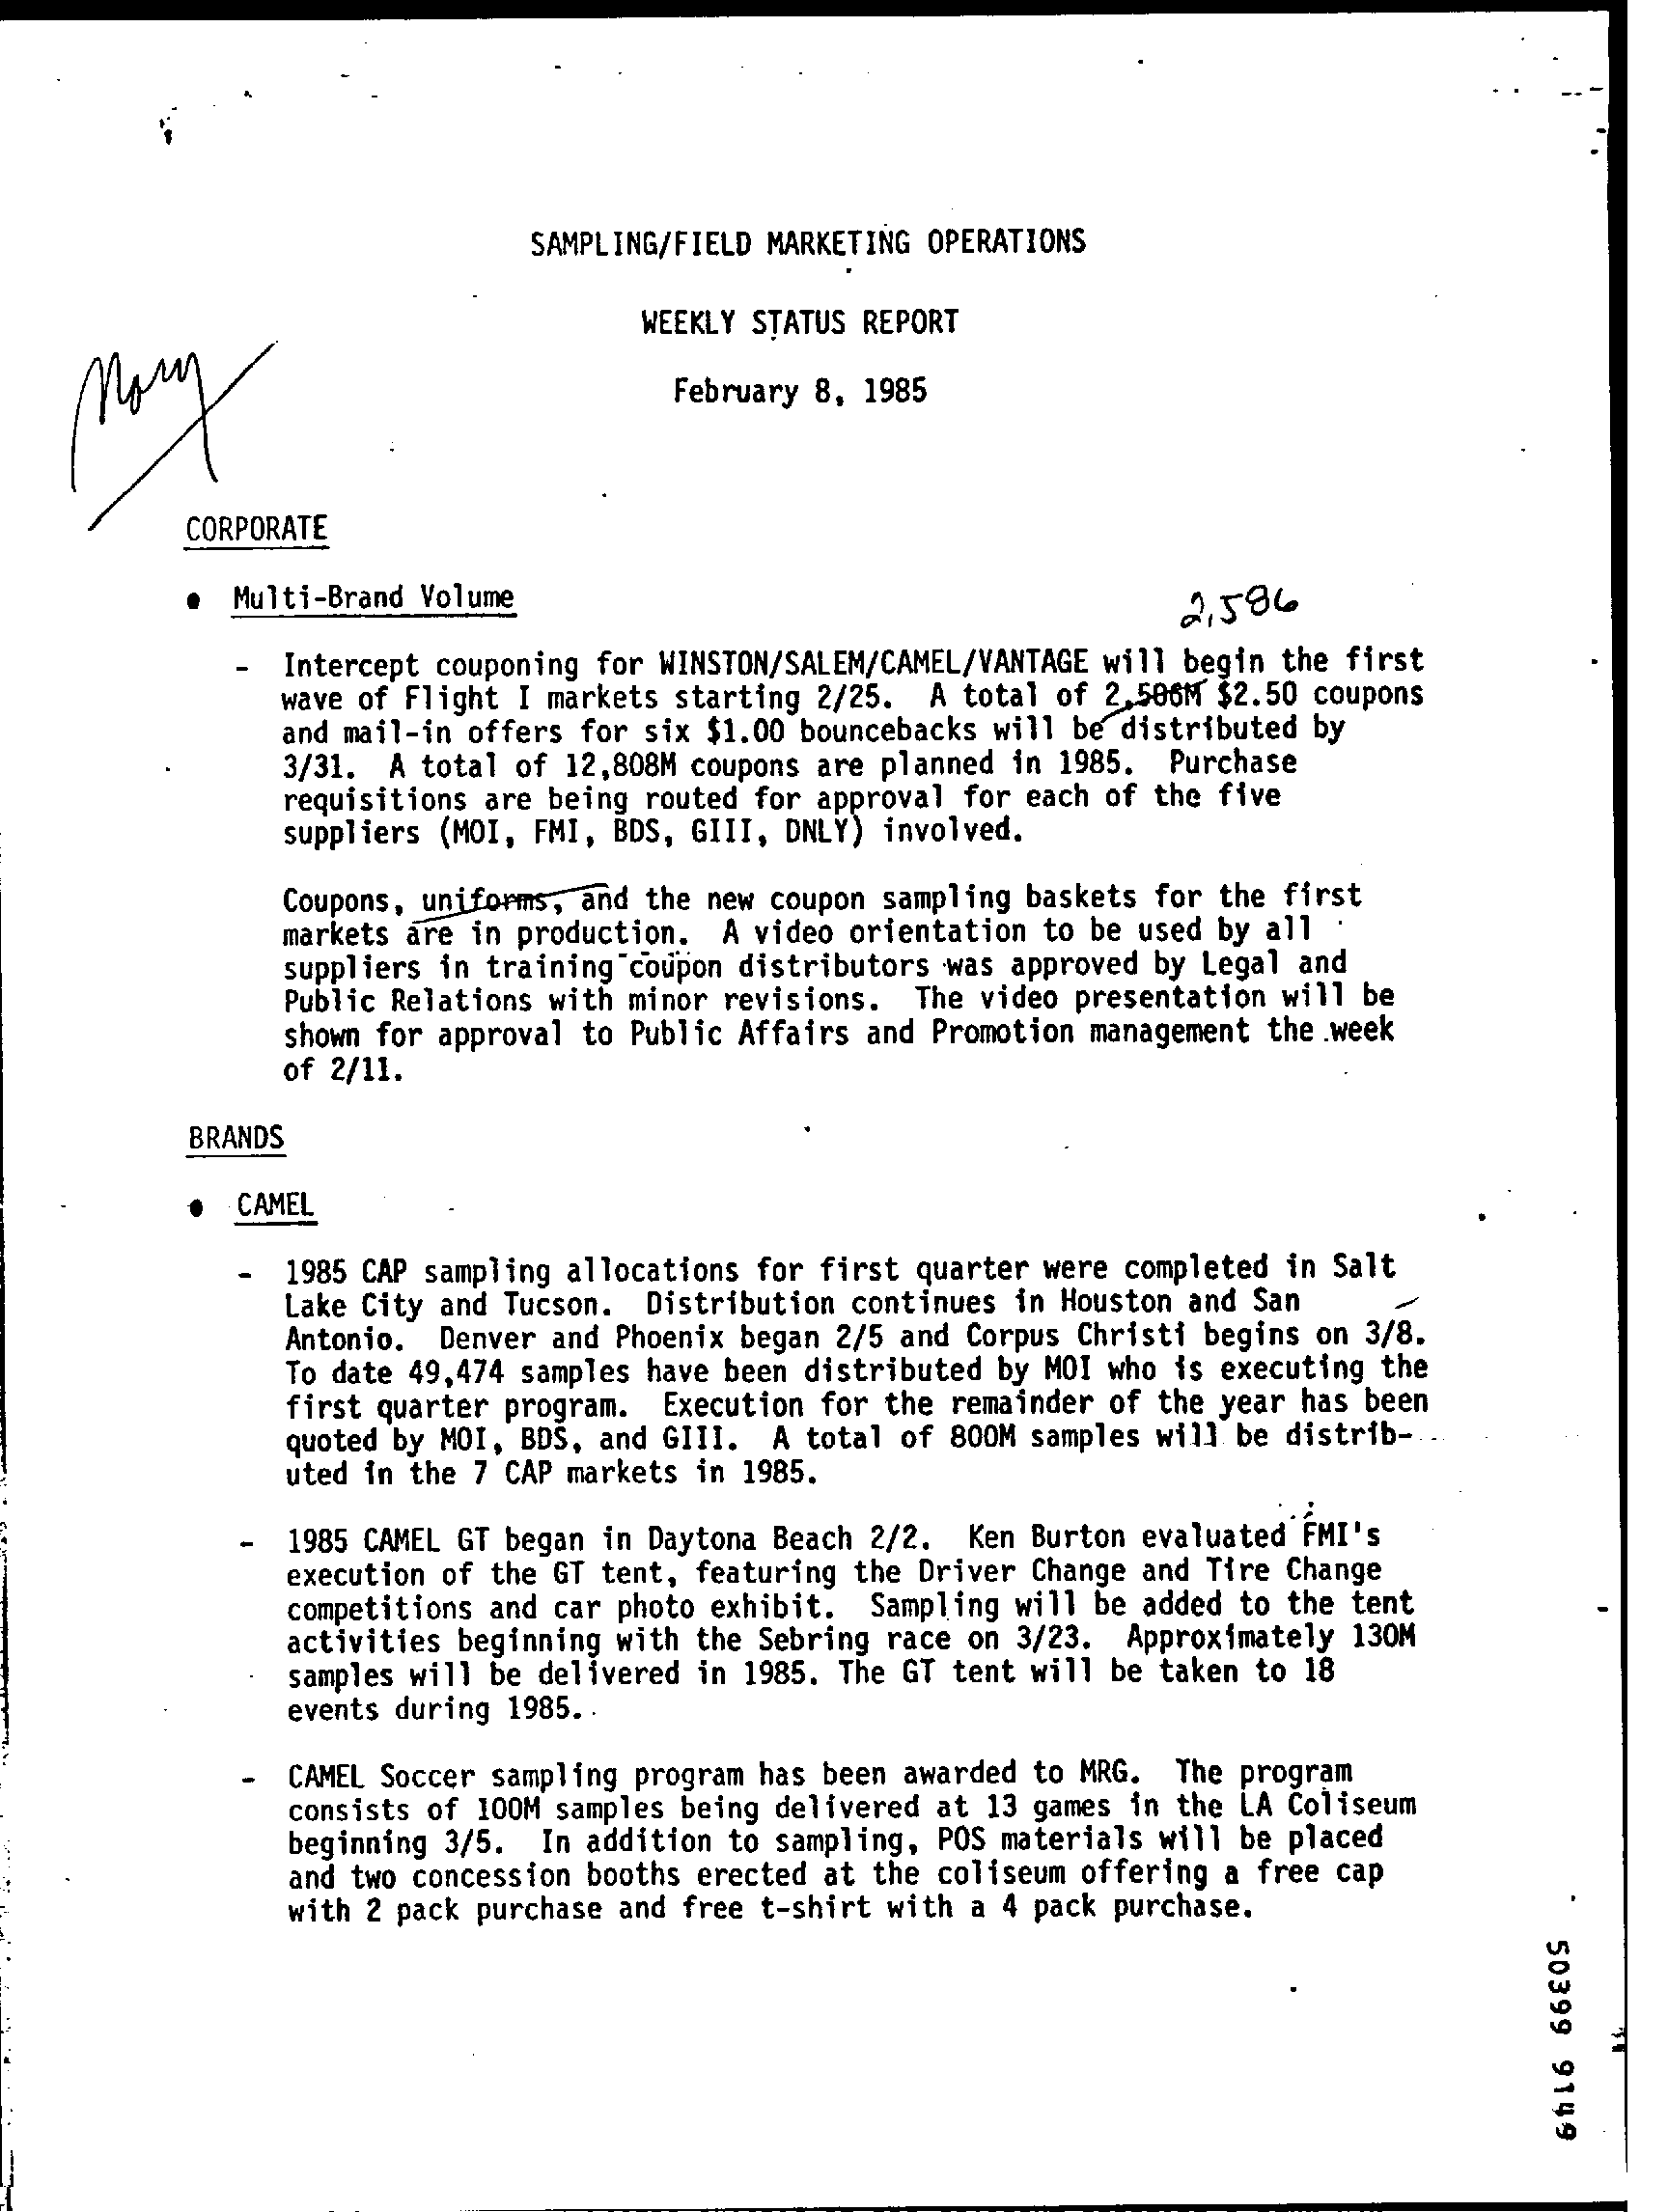 SAMPLING/FIELD MARKETING OPERATIONS
WEEKLY STATUS REPORT
February 8, 1985
Mary
CORPORATE
● Multi-Brand Volume
2,586
- Intercept couponing for WINSTON/SALEM/CAMEL/VANTAGE will begin the first
wave of Flight I markets starting 2/25. A total of 2,506M $2.50 coupons
and mail-in offers for six $1.00 bouncebacks will be distributed by
3/31. A total of 12,808M coupons are planned in 1985. Purchase
requisitions are being routed for approval for each of the five
suppliers (MOI, FMI, BDS, GIII, DNLY) involved.
Coupons, uniforms, and the new coupon sampling baskets for the first
markets are in production. A video orientation to be used by all
suppliers in training coupon distributors was approved by Legal and
Public Relations with minor revisions. The video presentation will be
shown for approval to Public Affairs and Promotion management the week
of 2/11.
BRANDS
● CAMEL
- 1985 CAP sampling allocations for first quarter were completed in Salt
Lake City and Tucson. Distribution continues in Houston and San
Antonio. Denver and Phoenix began 2/5 and Corpus Christi begins on 3/8.
To date 49,474 samples have been distributed by MOI who is executing the
first quarter program. Execution for the remainder of the year has been
quoted by MOI, BDS, and GIII. A total of 800M samples will be distrib-
uted in the 7 CAP markets in 1985.
- 1985 CAMEL GT began in Daytona Beach 2/2. Ken Burton evaluated FMI's
execution of the GT tent, featuring the Driver Change and Tire Change
competitions and car photo exhibit. Sampling will be added to the tent
activities beginning with the Sebring race on 3/23. Approximately 130M
samples will be delivered in 1985. The GT tent will be taken to 18
events during 1985.
- CAMEL Soccer sampling program has been awarded to MRG. The program
consists of 100M samples being delivered at 13 games in the LA Coliseum
beginning 3/5. In addition to sampling, POS materials will be placed
and two concession booths erected at the coliseum offering a free cap
with 2 pack purchase and free t-shirt with a 4 pack purchase.
50399 9149